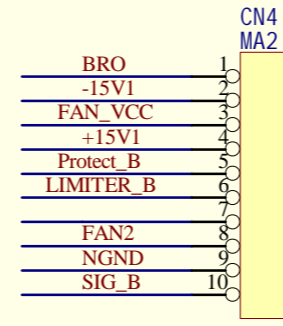 CN4
MA2
BRO 1
-15V1 2
FAN_VCC 3
+15V1 4
Protect_B 5
LIMITER_B 6
7
FAN2 8
NGND 9
SIG_B 10